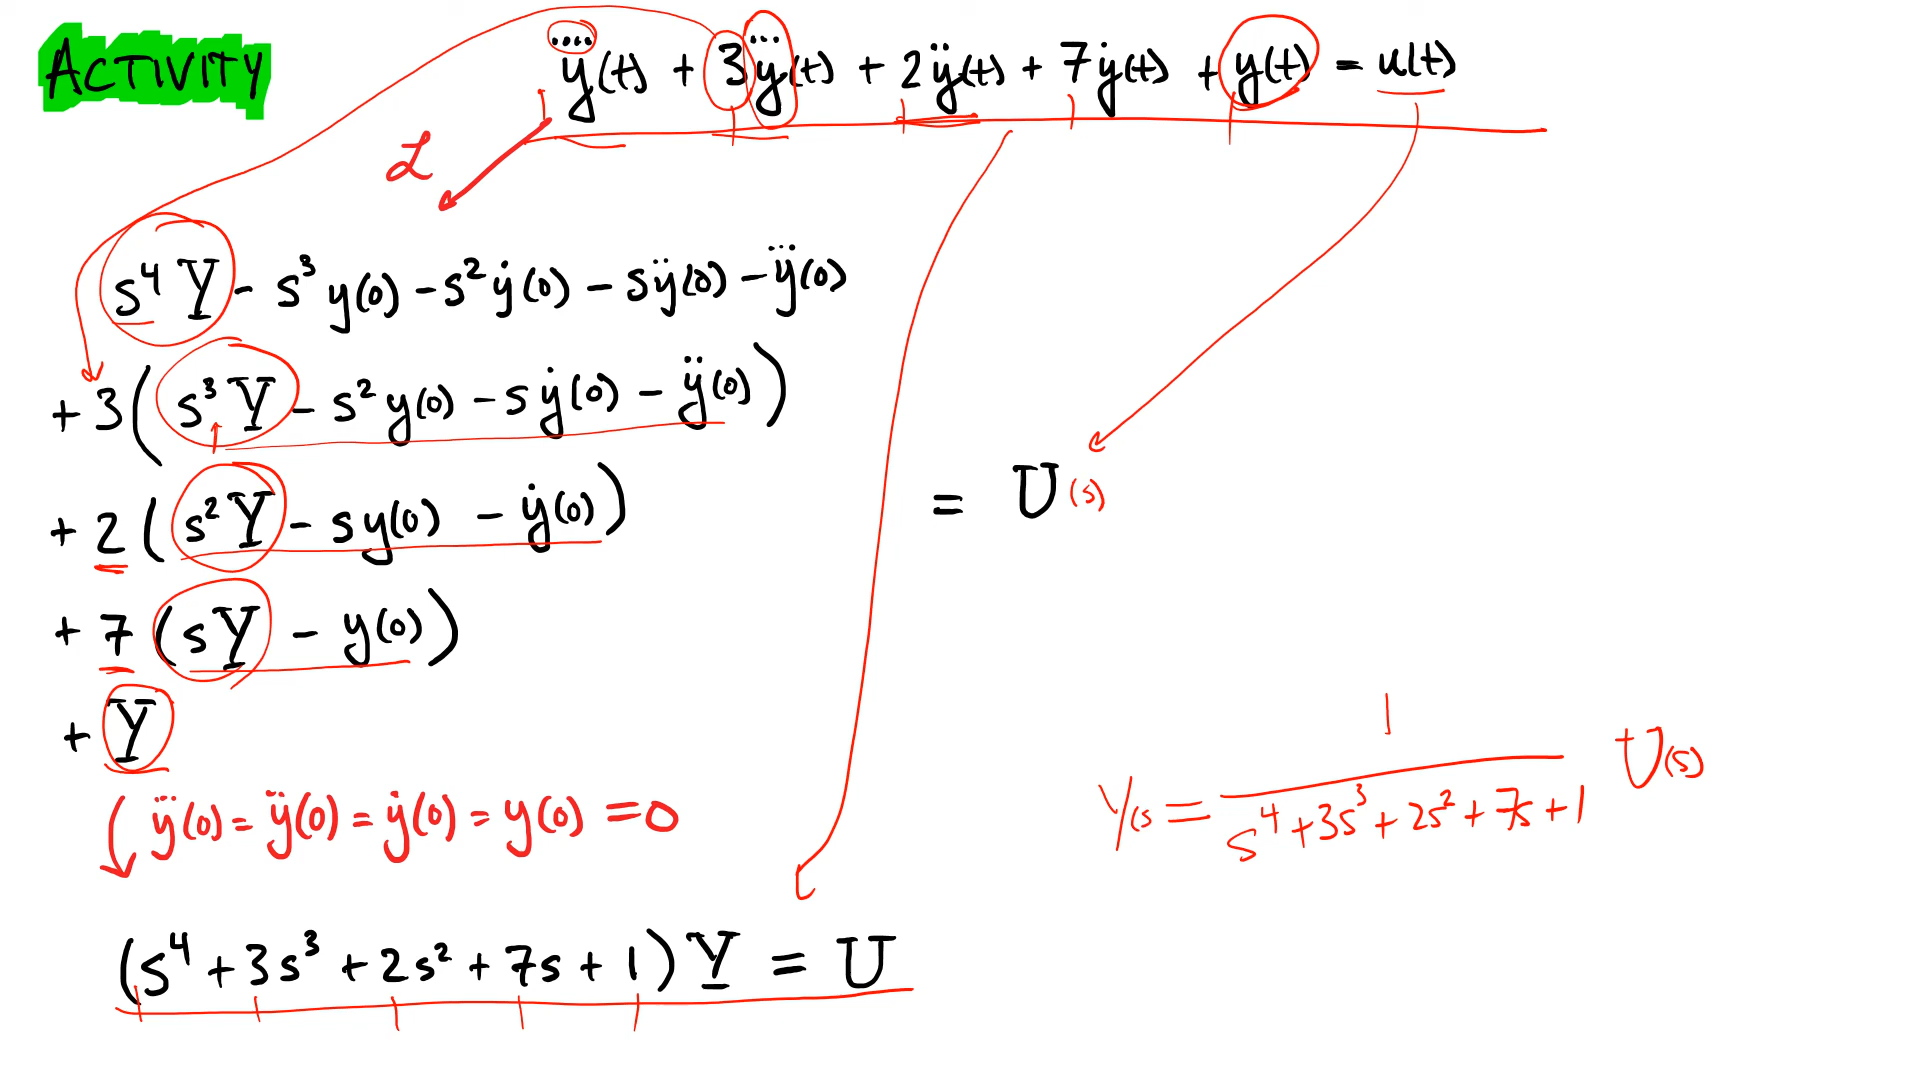 ACTIVITY
y⃜(t) + 3y⃛(t) + 2ÿ(t) + 7ẏ(t) + y(t) = u(t)
ℒ
s⁴Y - s³y(0) - s²ẏ(0) - sÿ(0) - y⃛(0)
+ 3(s³Y - s²y(0) - sẏ(0) - ÿ(0))
+ 2(s²Y - sy(0) - ẏ(0))
= U(s)
+ 7(sY - y(0))
+ Y
y⃛(0) = ÿ(0) = ẏ(0) = y(0) = 0
Y(s = 1 / (s⁴ + 3s³ + 2s² + 7s + 1) U(s)
(s⁴ + 3s³ + 2s² + 7s + 1) Y = U